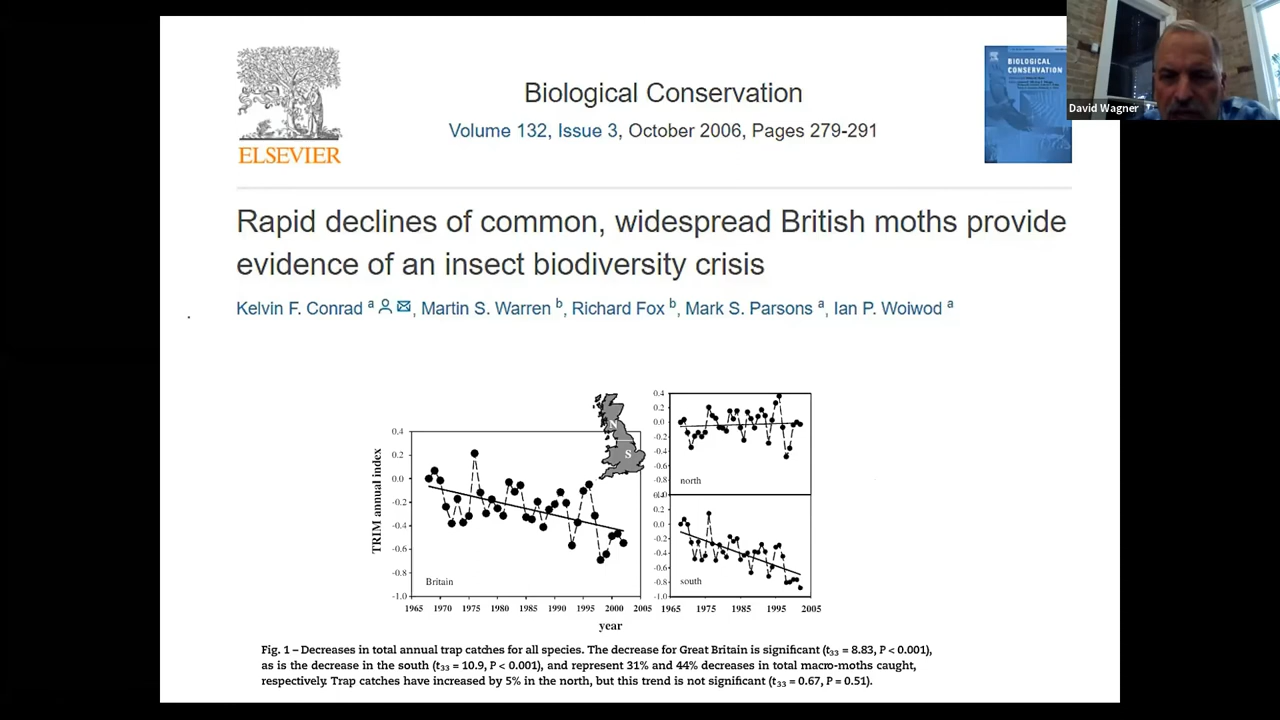 David Wagner
ELSEVIER
Biological Conservation
Volume 132, Issue 3, October 2006, Pages 279-291
BIOLOGICAL
CONSERVATION
Rapid declines of common, widespread British moths provide
evidence of an insect biodiversity crisis
Kelvin F. Conrad a, Martin S. Warren b, Richard Fox b, Mark S. Parsons a, Ian P. Woiwod a
TRIM annual index
0.4
0.2
0.0
-0.2
-0.4
-0.6
-0.8
-1.0
Britain
N
S
1965 1970 1975 1980 1985 1990 1995 2000 2005
year
0.4
0.2
0.0
-0.2
-0.4
-0.6
-0.8
north
0.2
0.0
-0.2
-0.4
-0.6
-0.8
-1.0
south
1965 1975 1985 1995 2005
Fig. 1 – Decreases in total annual trap catches for all species. The decrease for Great Britain is significant (t33 = 8.83, P < 0.001),
as is the decrease in the south (t33 = 10.9, P < 0.001), and represent 31% and 44% decreases in total macro-moths caught,
respectively. Trap catches have increased by 5% in the north, but this trend is not significant (t33 = 0.67, P = 0.51).